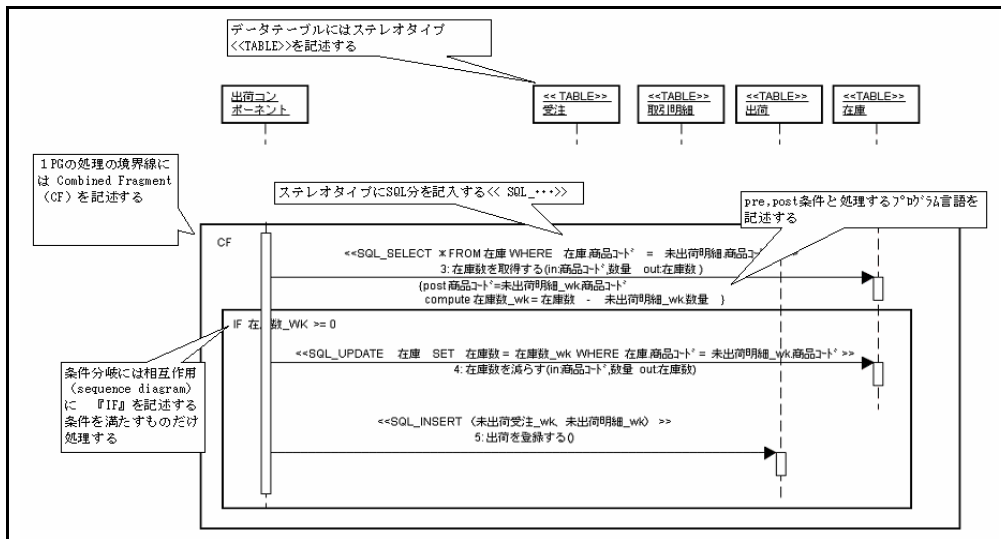 データテーブルにはステレオタイプ
<<TABLE>>を記述する
出荷コン
ポーネント
<< TABLE>>
受注
<<TABLE>>
取引明細
<<TABLE>>
出荷
<<TABLE>>
在庫
１PGの処理の境界線に
は Combined Fragment
（CF）を記述する
ステレオタイプにSQL分を記入する<< SQL_・・・>>
pre,post条件と処理するﾌﾟﾛｸﾞﾗﾑ言語を
記述する
CF
<<SQL_SELECT ＊FROM 在庫 WHERE 在庫.商品ｺｰﾄﾞ = 未出荷明細.商品ｺｰ
3:在庫数を取得する(in:商品ｺｰﾄﾞ,数量 out:在庫数)
{post:商品ｺｰﾄﾞ=未出荷明細_wk.商品ｺｰﾄﾞ
compute 在庫数_wk = 在庫数 - 未出荷明細_wk.数量 }
IF 在庫数_WK >= 0
<<SQL_UPDATE 在庫 SET 在庫数 = 在庫数_wk WHERE 在庫.商品ｺｰﾄﾞ= 未出荷明細_wk.商品ｺｰﾄﾞ >>
4:在庫数を減らす(in:商品ｺｰﾄﾞ,数量 out:在庫数)
条件分岐には相互作用
（sequence diagram）
に 『IF』を記述する
条件を満たすものだけ
処理する
<<SQL_INSERT （未出荷受注_wk、未出荷明細_wk） >>
5:出荷を登録する()